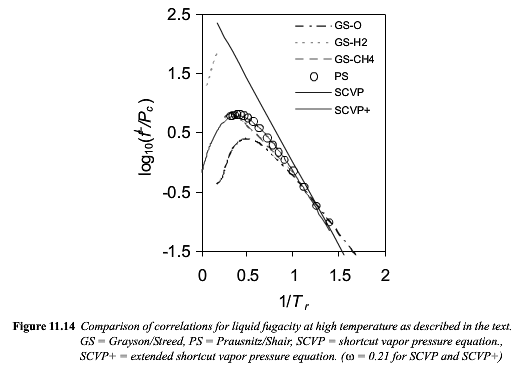 2.5
1.5
0.5
-0.5
-1.5
log10(fL/Pc)
GS-O
GS-H2
GS-CH4
PS
SCVP
SCVP+
0 0.5 1 1.5 2
1/Tr
Figure 11.14 Comparison of correlations for liquid fugacity at high temperature as described in the text.
GS = Grayson/Streed, PS = Prausnitz/Shair, SCVP = shortcut vapor pressure equation.,
SCVP+ = extended shortcut vapor pressure equation. (ω = 0.21 for SCVP and SCVP+)